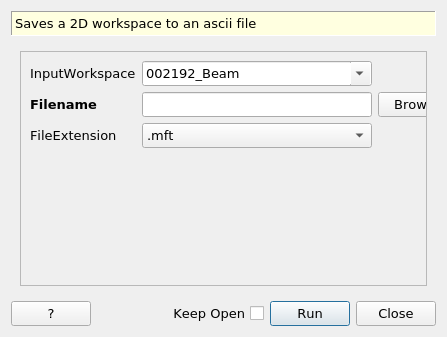 Saves a 2D workspace to an ascii file
InputWorkspace 002192_Beam
Filename Brow
FileExtension .mft
? Keep Open Run Close